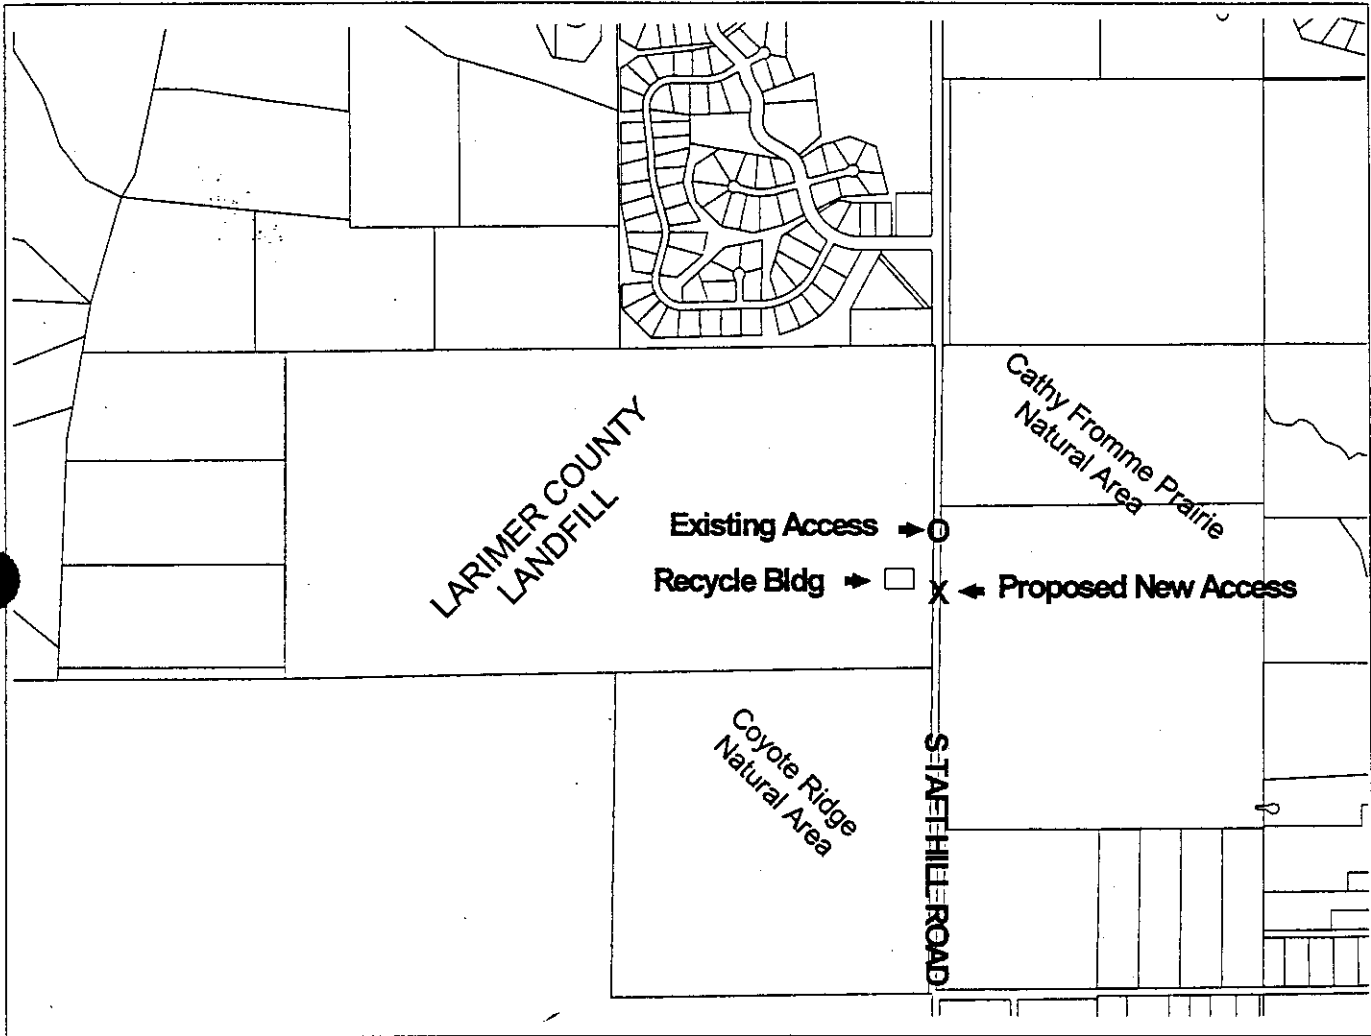 Cathy Fromme Prairie
Natural Area
LARIMER COUNTY
LANDFILL
Existing Access
O
Recycle Bldg
X
Proposed New Access
Coyote Ridge
Natural Area
S TAFT HILL ROAD